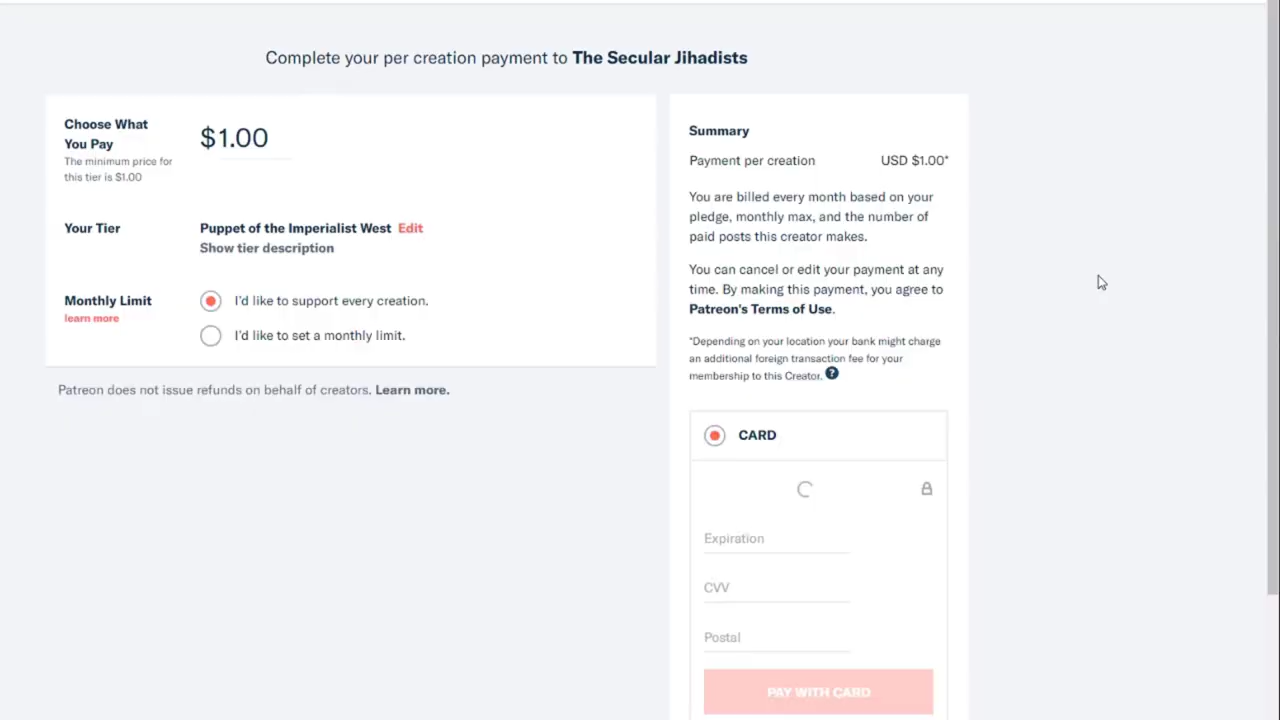 Complete your per creation payment to The Secular Jihadists
Choose What
You Pay
The minimum price for
this tier is $1.00
$1.00
Your Tier
Puppet of the Imperialist West Edit
Show tier description
Monthly Limit
learn more
I'd like to support every creation.
I'd like to set a monthly limit.
Patreon does not issue refunds on behalf of creators. Learn more.
Summary
Payment per creation USD $1.00*
You are billed every month based on your
pledge, monthly max, and the number of
paid posts this creator makes.
You can cancel or edit your payment at any
time. By making this payment, you agree to
Patreon's Terms of Use.
*Depending on your location your bank might charge
an additional foreign transaction fee for your
membership to this Creator. ?
CARD
Expiration
CVV
Postal
PAY WITH CARD